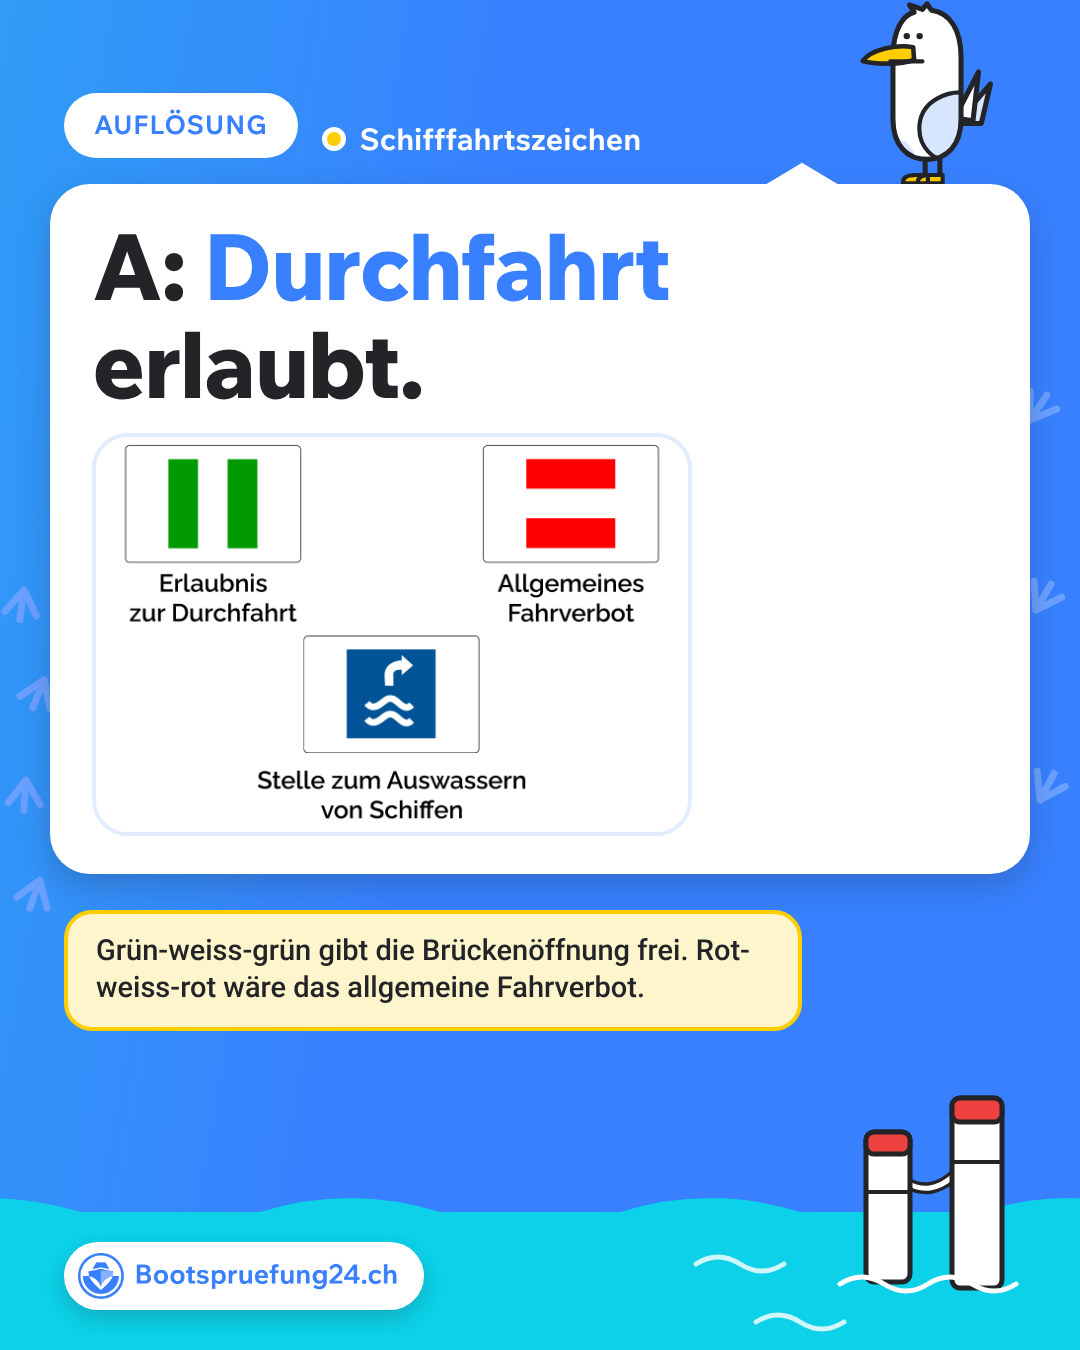 AUFLÖSUNG
Schifffahrtszeichen
A: Durchfahrt
erlaubt.
Erlaubnis
zur Durchfahrt
Allgemeines
Fahrverbot
Stelle zum Auswassern
von Schiffen
Grün-weiss-grün gibt die Brückenöffnung frei. Rot-
weiss-rot wäre das allgemeine Fahrverbot.
Bootspruefung24.ch